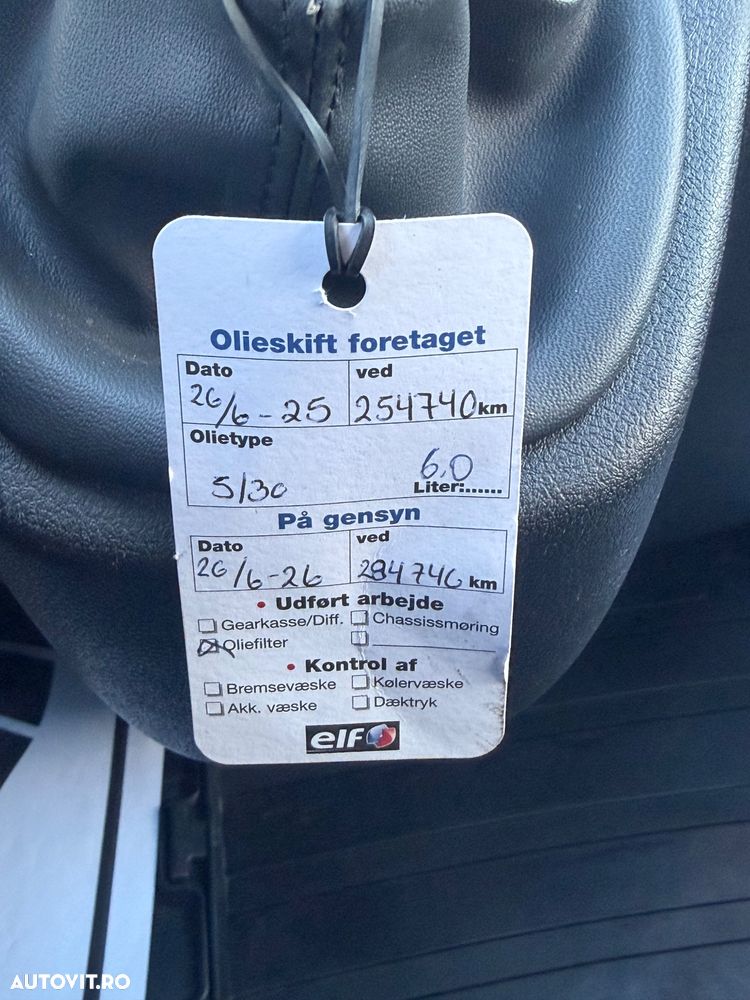 Olieskift foretaget
Dato ved
26/6-25 254740 km
Olietype
5/30 6.0
Liter:......
På gensyn
Dato ved
26/6-26 284746 km
• Udført arbejde
Gearkasse/Diff. Chassissmøring
Oliefilter
• Kontrol af
Bremsevæske Kølervæske
Akk. væske Dæktryk
elf
AUTOVIT.RO